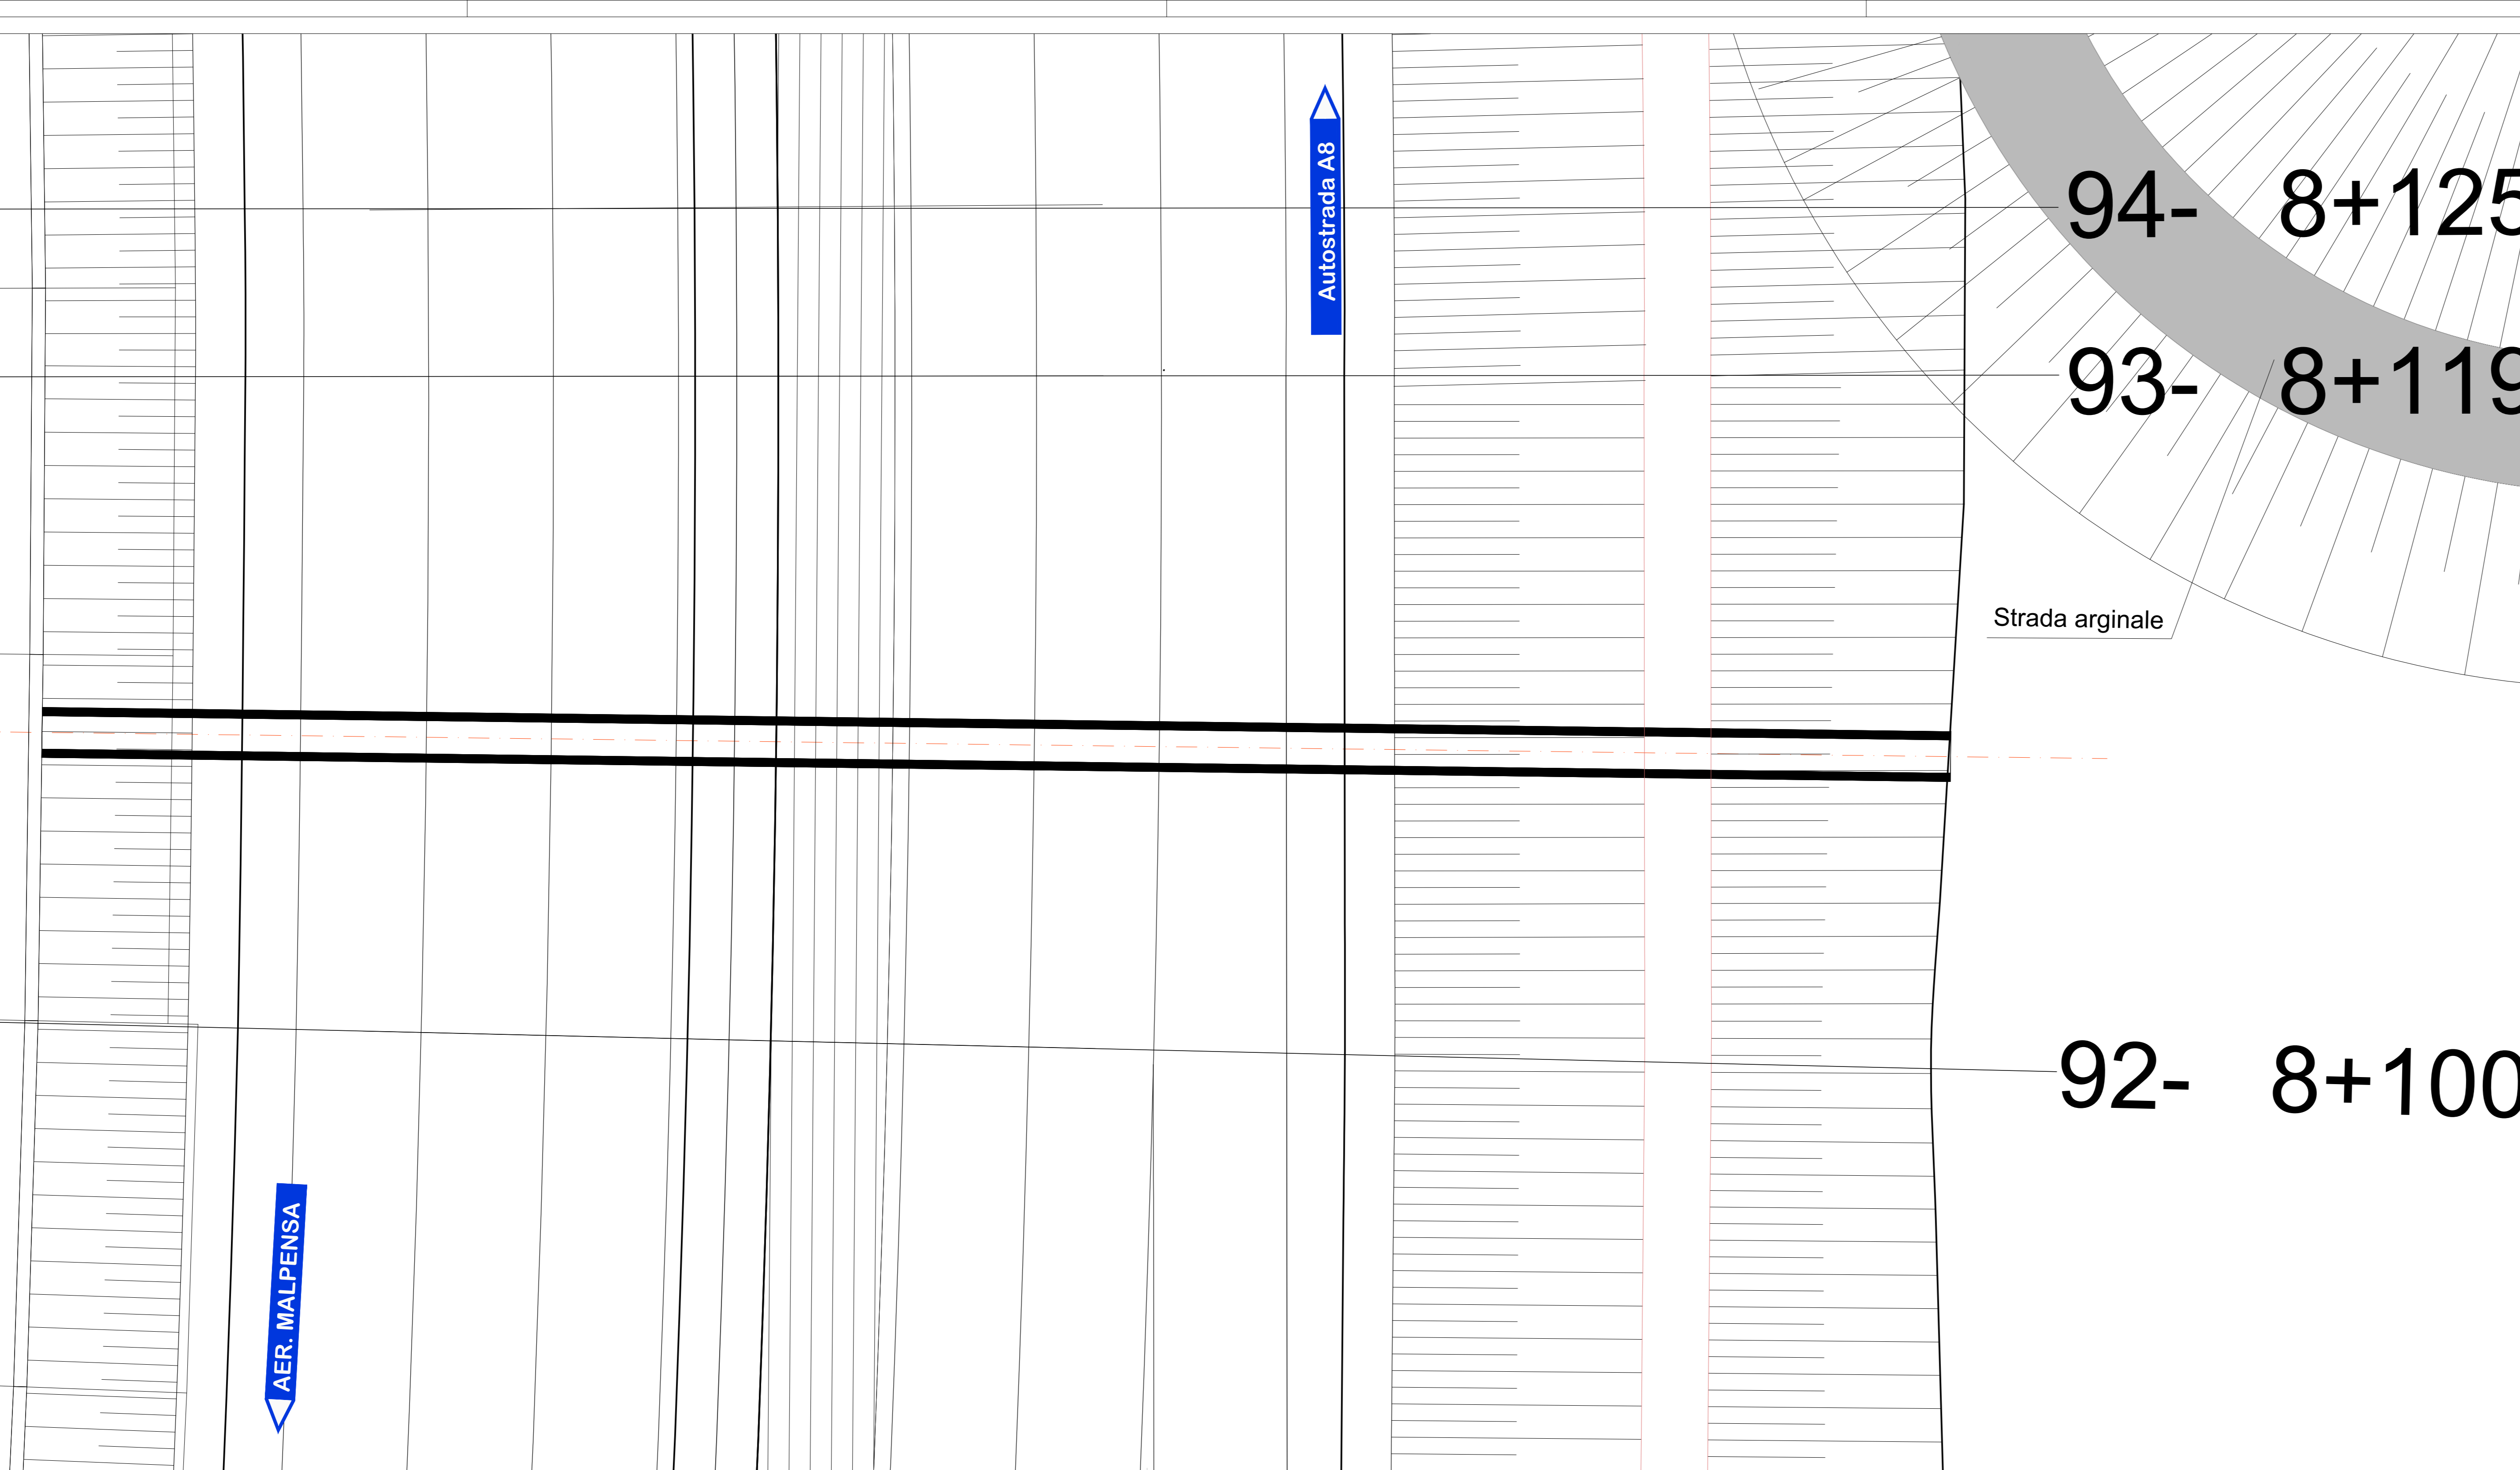 Autostrada A8
94- 8+125
93- 8+119
Strada arginale
92- 8+100
AER. MALPENSA